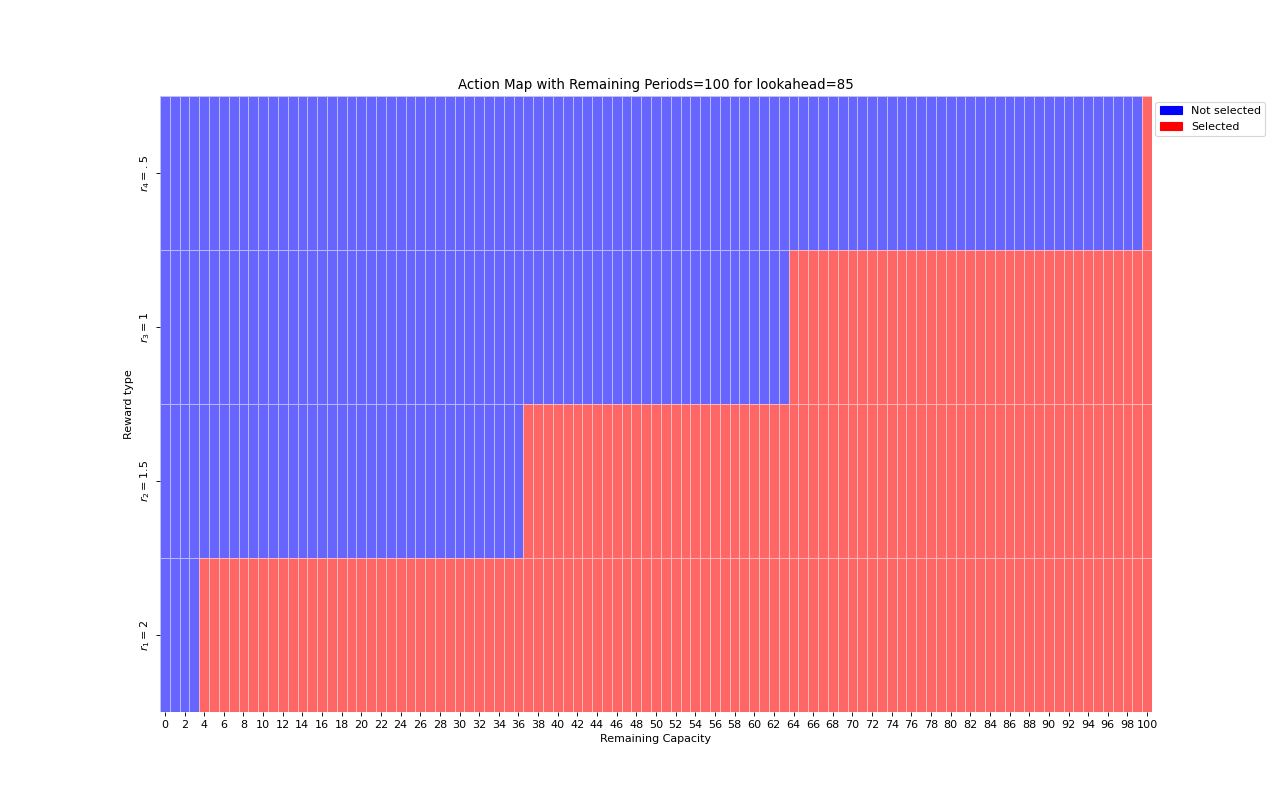 Action Map with Remaining Periods=100 for lookahead=85
Not selected
Selected
Reward type
r₄ = .5
r₃ = 1
r₂ = 1.5
r₁ = 2
0 2 4 6 8 10 12 14 16 18 20 22 24 26 28 30 32 34 36 38 40 42 44 46 48 50 52 54 56 58 60 62 64 66 68 70 72 74 76 78 80 82 84 86 88 90 92 94 96 98 100
Remaining Capacity